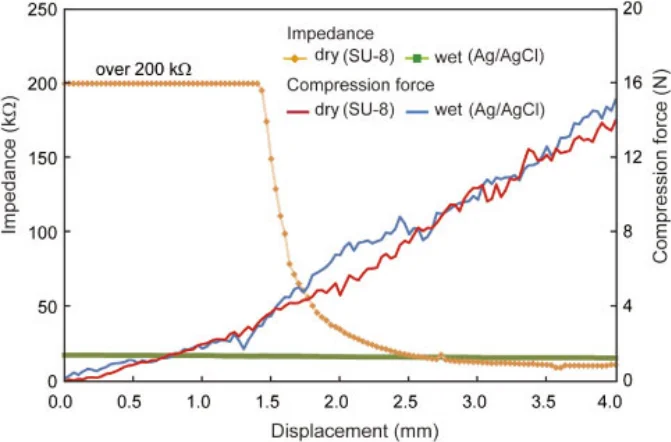 250
200
150
100
50
0
Impedance (kΩ)
over 200 kΩ
Impedance
dry (SU-8) wet (Ag/AgCl)
Compression force
dry (SU-8) wet (Ag/AgCl)
20
16
12
8
4
0
Compression force (N)
0.0 0.5 1.0 1.5 2.0 2.5 3.0 3.5 4.0
Displacement (mm)